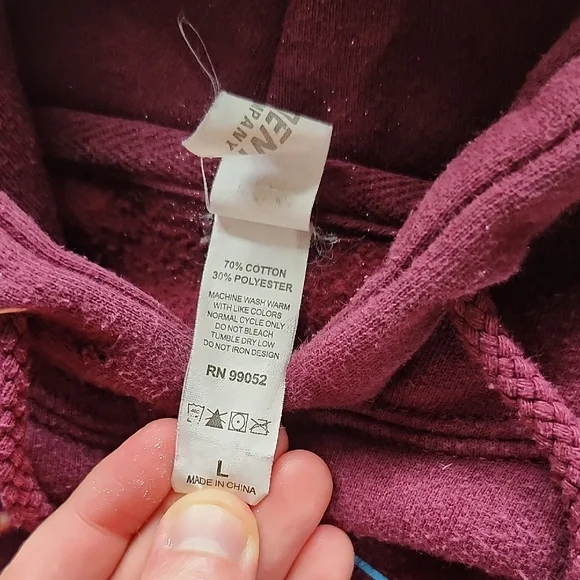 70% COTTON
30% POLYESTER
MACHINE WASH WARM
WITH LIKE COLORS
NORMAL CYCLE ONLY
DO NOT BLEACH
TUMBLE DRY LOW
DO NOT IRON DESIGN
RN 99052
L
MADE IN CHINA